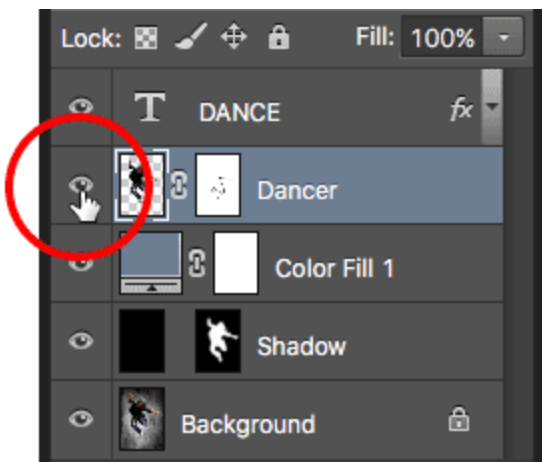 Lock: Fill: 100%
T DANCE fx
Dancer
Color Fill 1
Shadow
Background